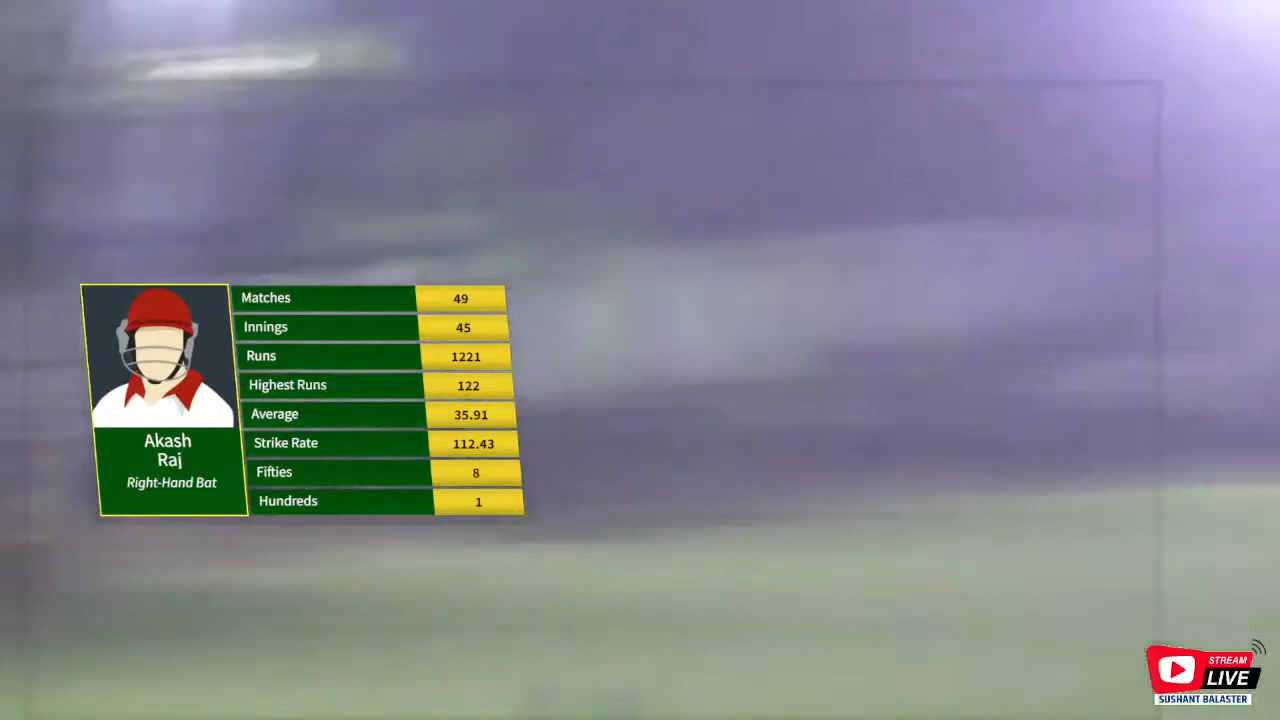 Akash
Raj
Right-Hand Bat
Matches 49
Innings 45
Runs 1221
Highest Runs 122
Average 35.91
Strike Rate 112.43
Fifties 8
Hundreds 1
STREAM
LIVE
SUSHANT BALASTER